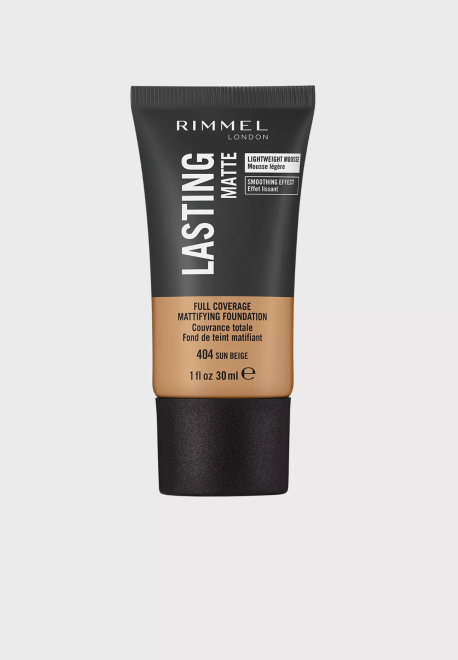 RIMMEL
LONDON
LASTING
MATTE
LIGHTWEIGHT MOUSSE
Mousse légère
SMOOTHING EFFECT
Effet lissant
FULL COVERAGE
MATTIFYING FOUNDATION
Couvrance totale
Fond de teint matifiant
404 SUN BEIGE
1 fl oz 30 ml ℮